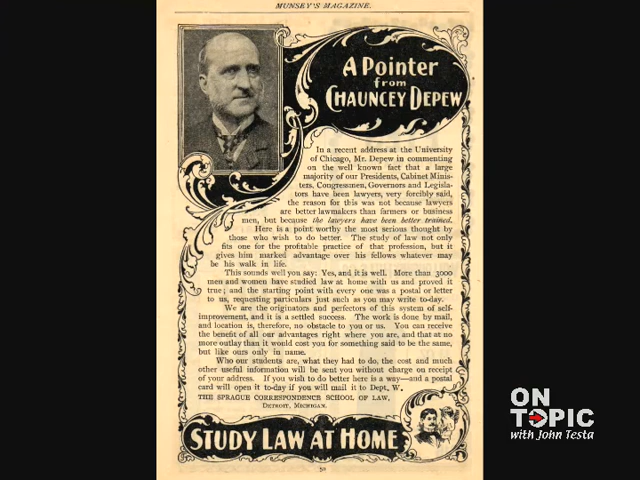 MUNSEY'S MAGAZINE.
A Pointer
from
CHAUNCEY DEPEW
In a recent address at the University
of Chicago, Mr. Depew in commenting
on the well known fact that a large
majority of our Presidents, Cabinet Minis-
ters, Congressmen, Governors and Legisla-
tors have been lawyers, very forcibly said,
the reason for this was not because lawyers
are better lawmakers than farmers or business
men, but because the lawyers have been better trained.
Here is a point worthy the most serious thought by
those who wish to do better. The study of law not only
fits one for the profitable practice of that profession, but it
gives him marked advantage over his fellows whatever may
be his walk in life.
This sounds well you say: Yes, and it is well. More than 3000
men and women have studied law at home with us and proved it
true; and the starting point with every one was a postal or letter
to us, requesting particulars just such as you may write to-day.
We are the originators and perfectors of this system of self-
improvement, and it is a settled success. The work is done by mail,
and location is, therefore, no obstacle to you or us. You can receive
the benefit of all our advantages right where you are, and that at no
more outlay than it would cost you for something said to be the same,
but like ours only in name.
Who our students are, what they had to do, the cost and much
other useful information will be sent you without charge on receipt
of your address. If you wish to do better here is a way—and a postal
card will open it to-day if you will mail it to Dept, W.
THE SPRAGUE CORRESPONDENCE SCHOOL OF LAW,
DETROIT, MICHIGAN.
STUDY LAW AT HOME
ON
TOPIC
with John Testa